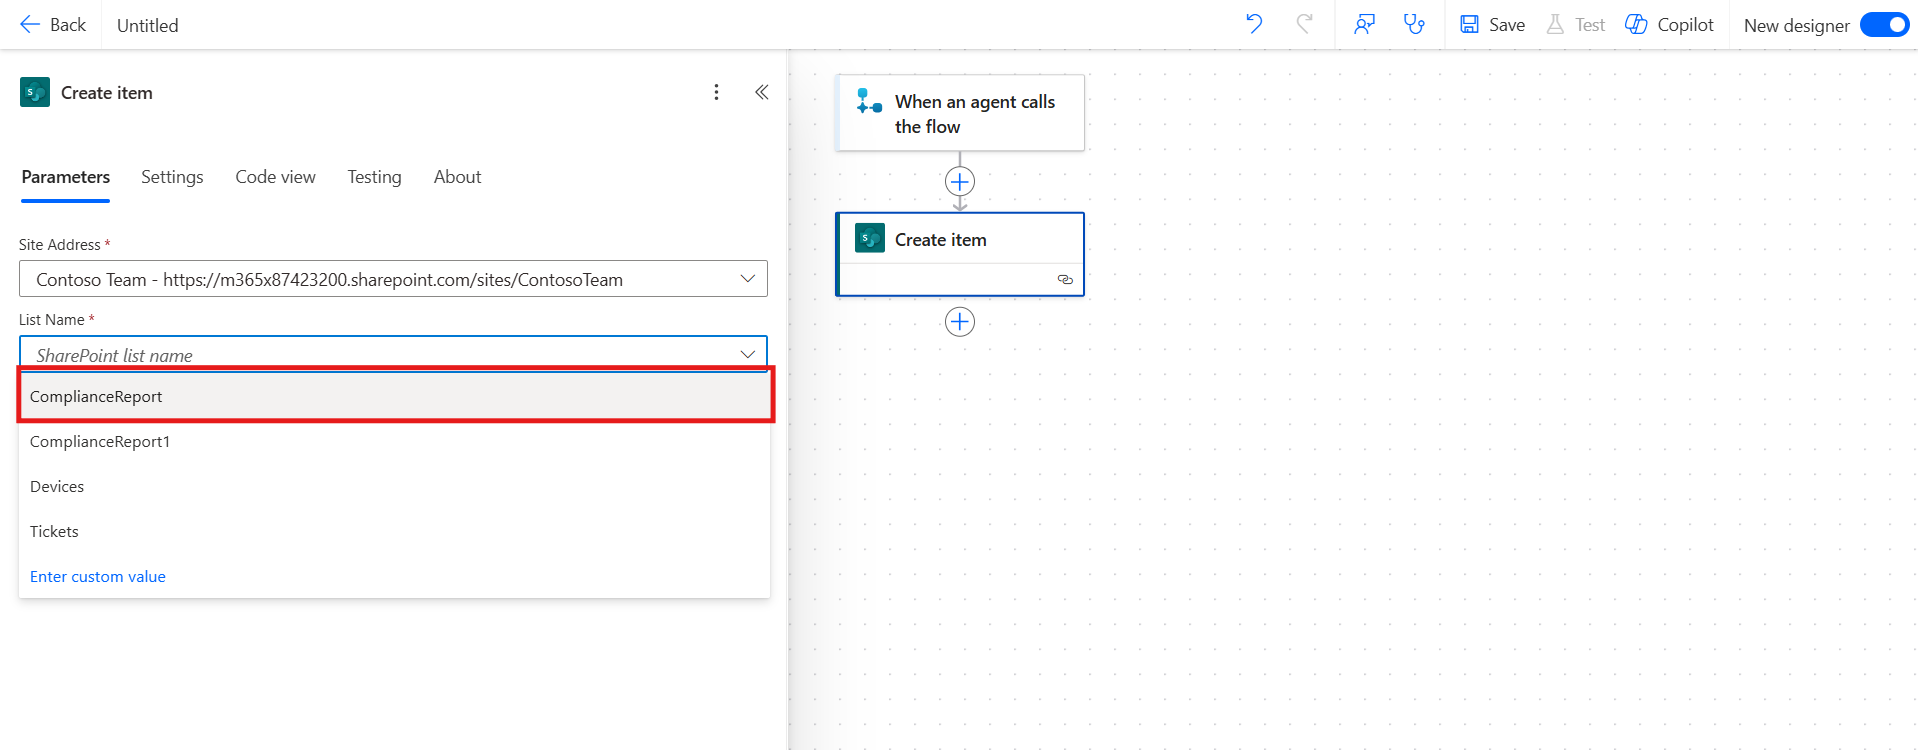 Back
Untitled
Save
Test
Copilot
New designer
Create item
Parameters
Settings
Code view
Testing
About
Site Address *
Contoso Team - https://m365x87423200.sharepoint.com/sites/ContosoTeam
List Name *
SharePoint list name
ComplianceReport
ComplianceReport1
Devices
Tickets
Enter custom value
When an agent calls
the flow
Create item